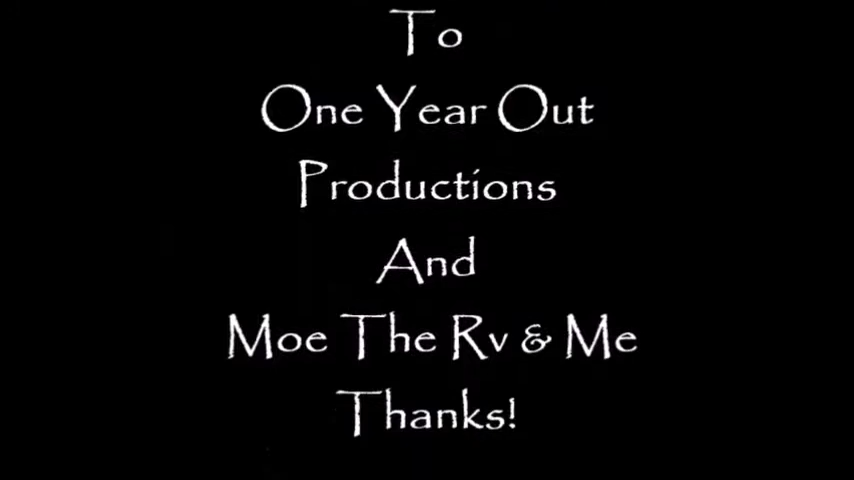 To
One Year Out
Productions
And
Moe The Rv & Me
Thanks!